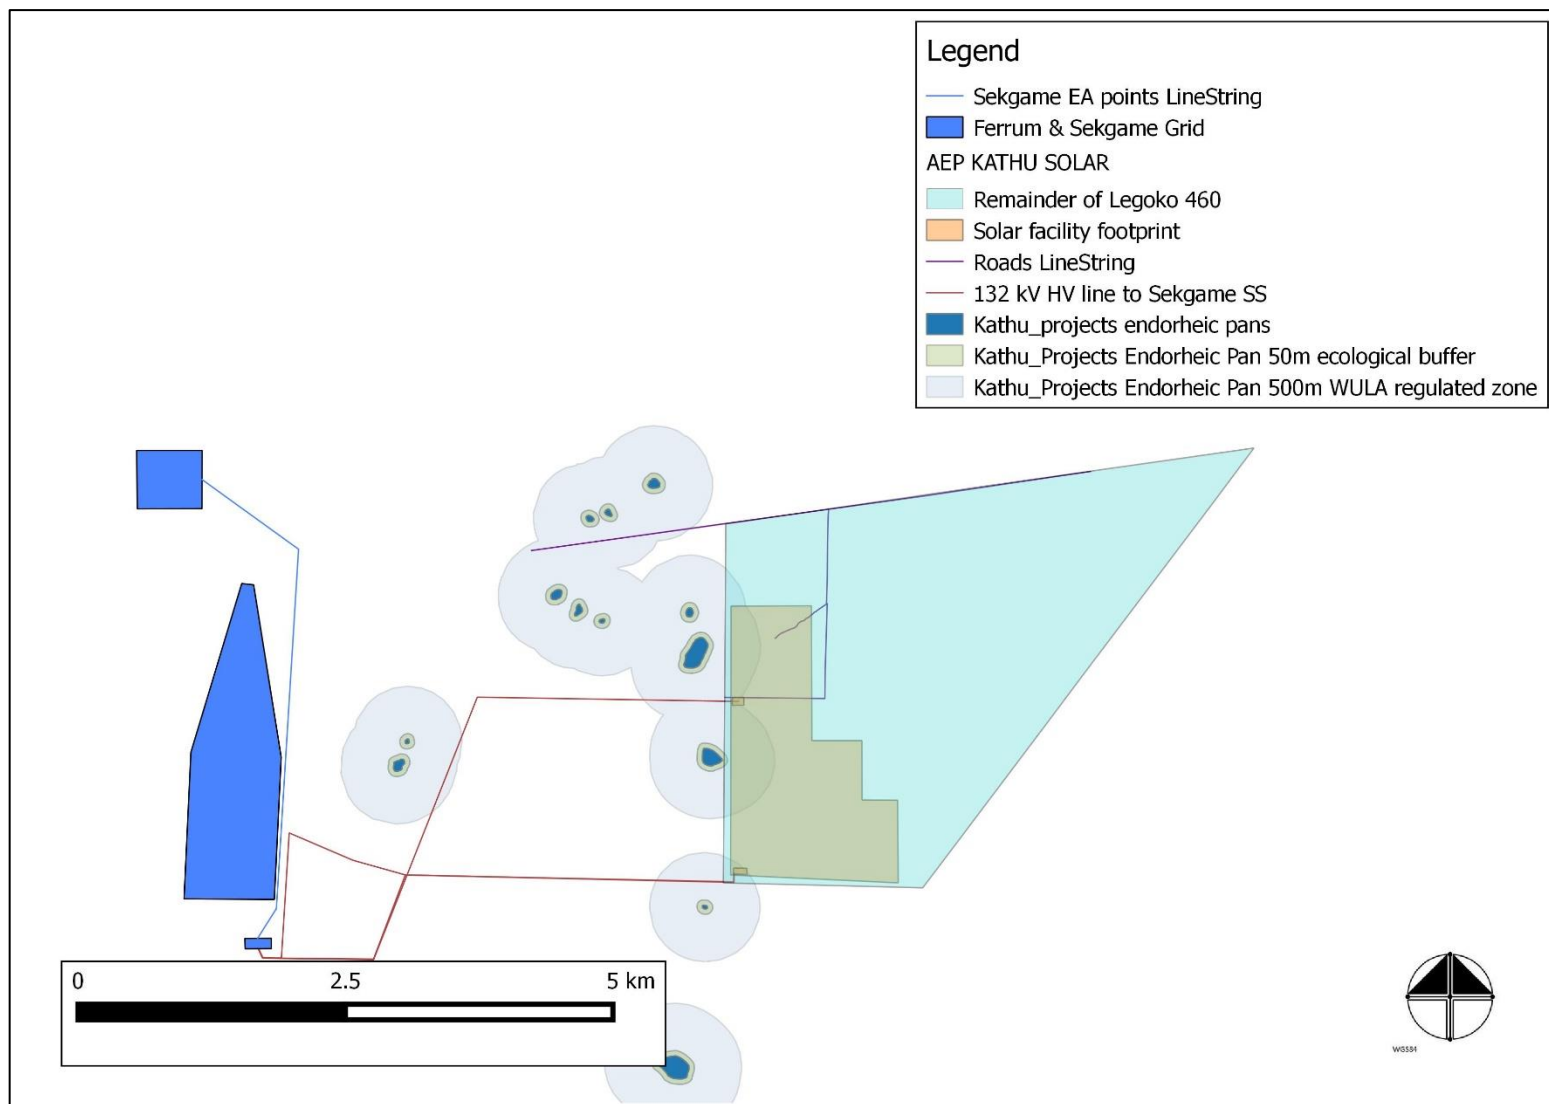 Legend
Sekgame EA points LineString
Ferrum & Sekgame Grid
AEP KATHU SOLAR
Remainder of Legoko 460
Solar facility footprint
Roads LineString
132 kV HV line to Sekgame SS
Kathu_projects endorheic pans
Kathu_Projects Endorheic Pan 50m ecological buffer
Kathu_Projects Endorheic Pan 500m WULA regulated zone
0 2.5 5 km